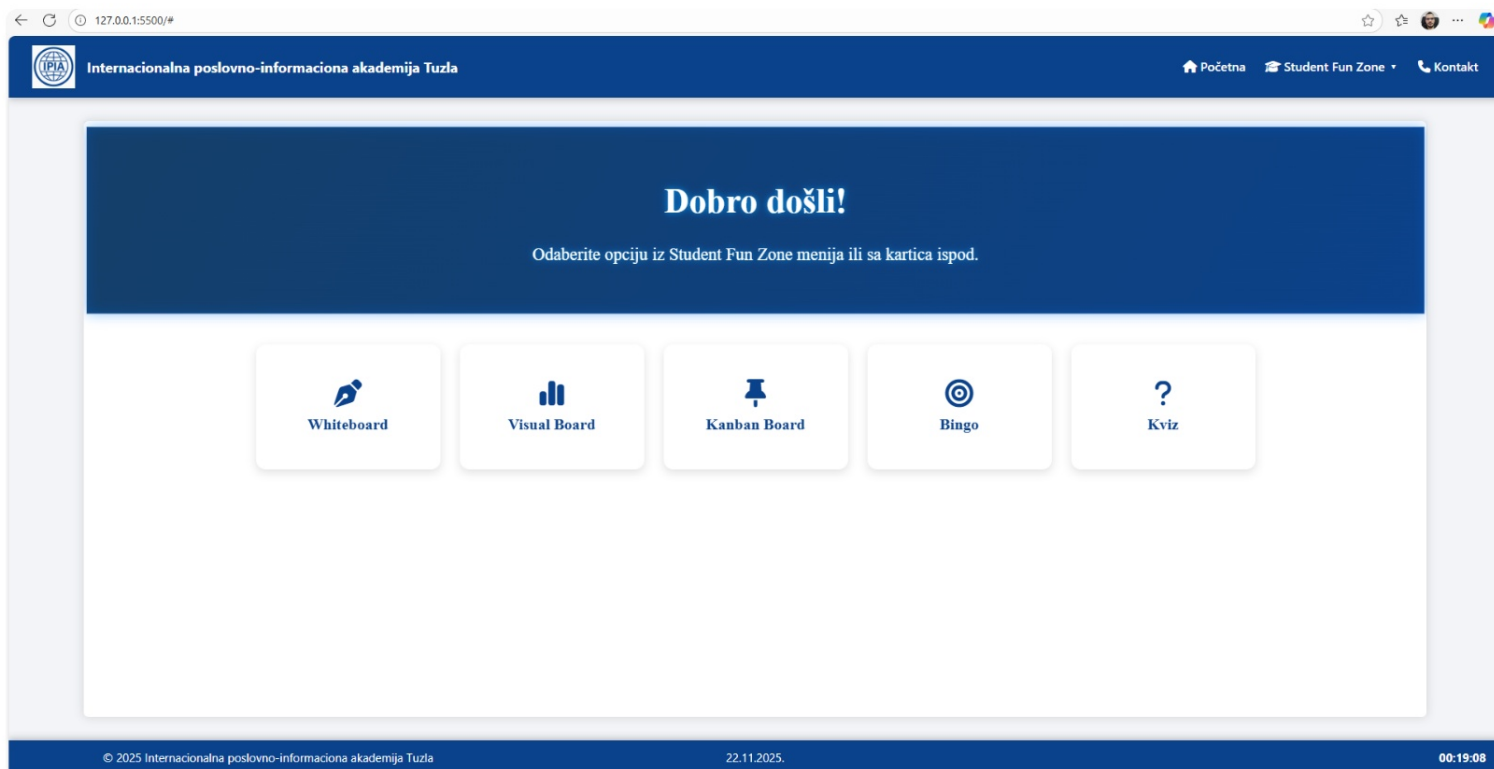 127.0.0.1:5500/#
IPIA
Internacionalna poslovno-informaciona akademija Tuzla
Početna
Student Fun Zone
Kontakt
Dobro došli!
Odaberite opciju iz Student Fun Zone menija ili sa kartica ispod.
Whiteboard
Visual Board
Kanban Board
Bingo
?
Kviz
© 2025 Internacionalna poslovno-informaciona akademija Tuzla
22.11.2025.
00:19:08